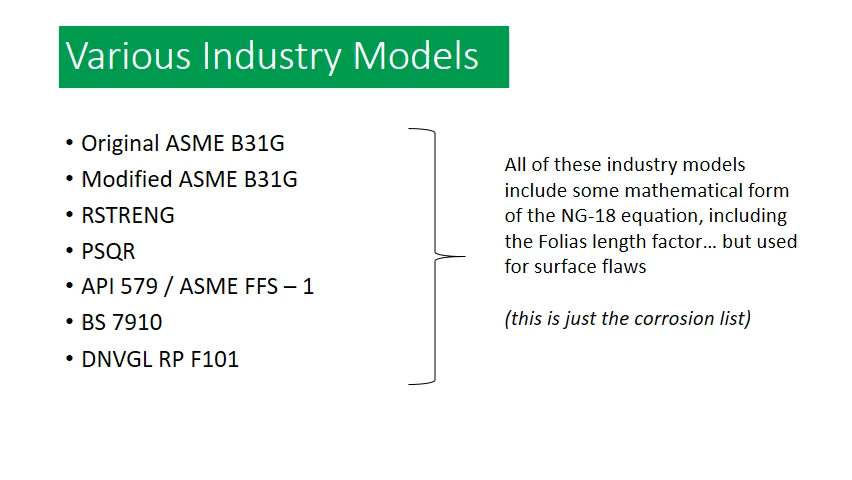 Various Industry Models
• Original ASME B31G
• Modified ASME B31G
• RSTRENG
• PSQR
• API 579 / ASME FFS – 1
• BS 7910
• DNVGL RP F101
All of these industry models
include some mathematical form
of the NG-18 equation, including
the Folias length factor… but used
for surface flaws
(this is just the corrosion list)